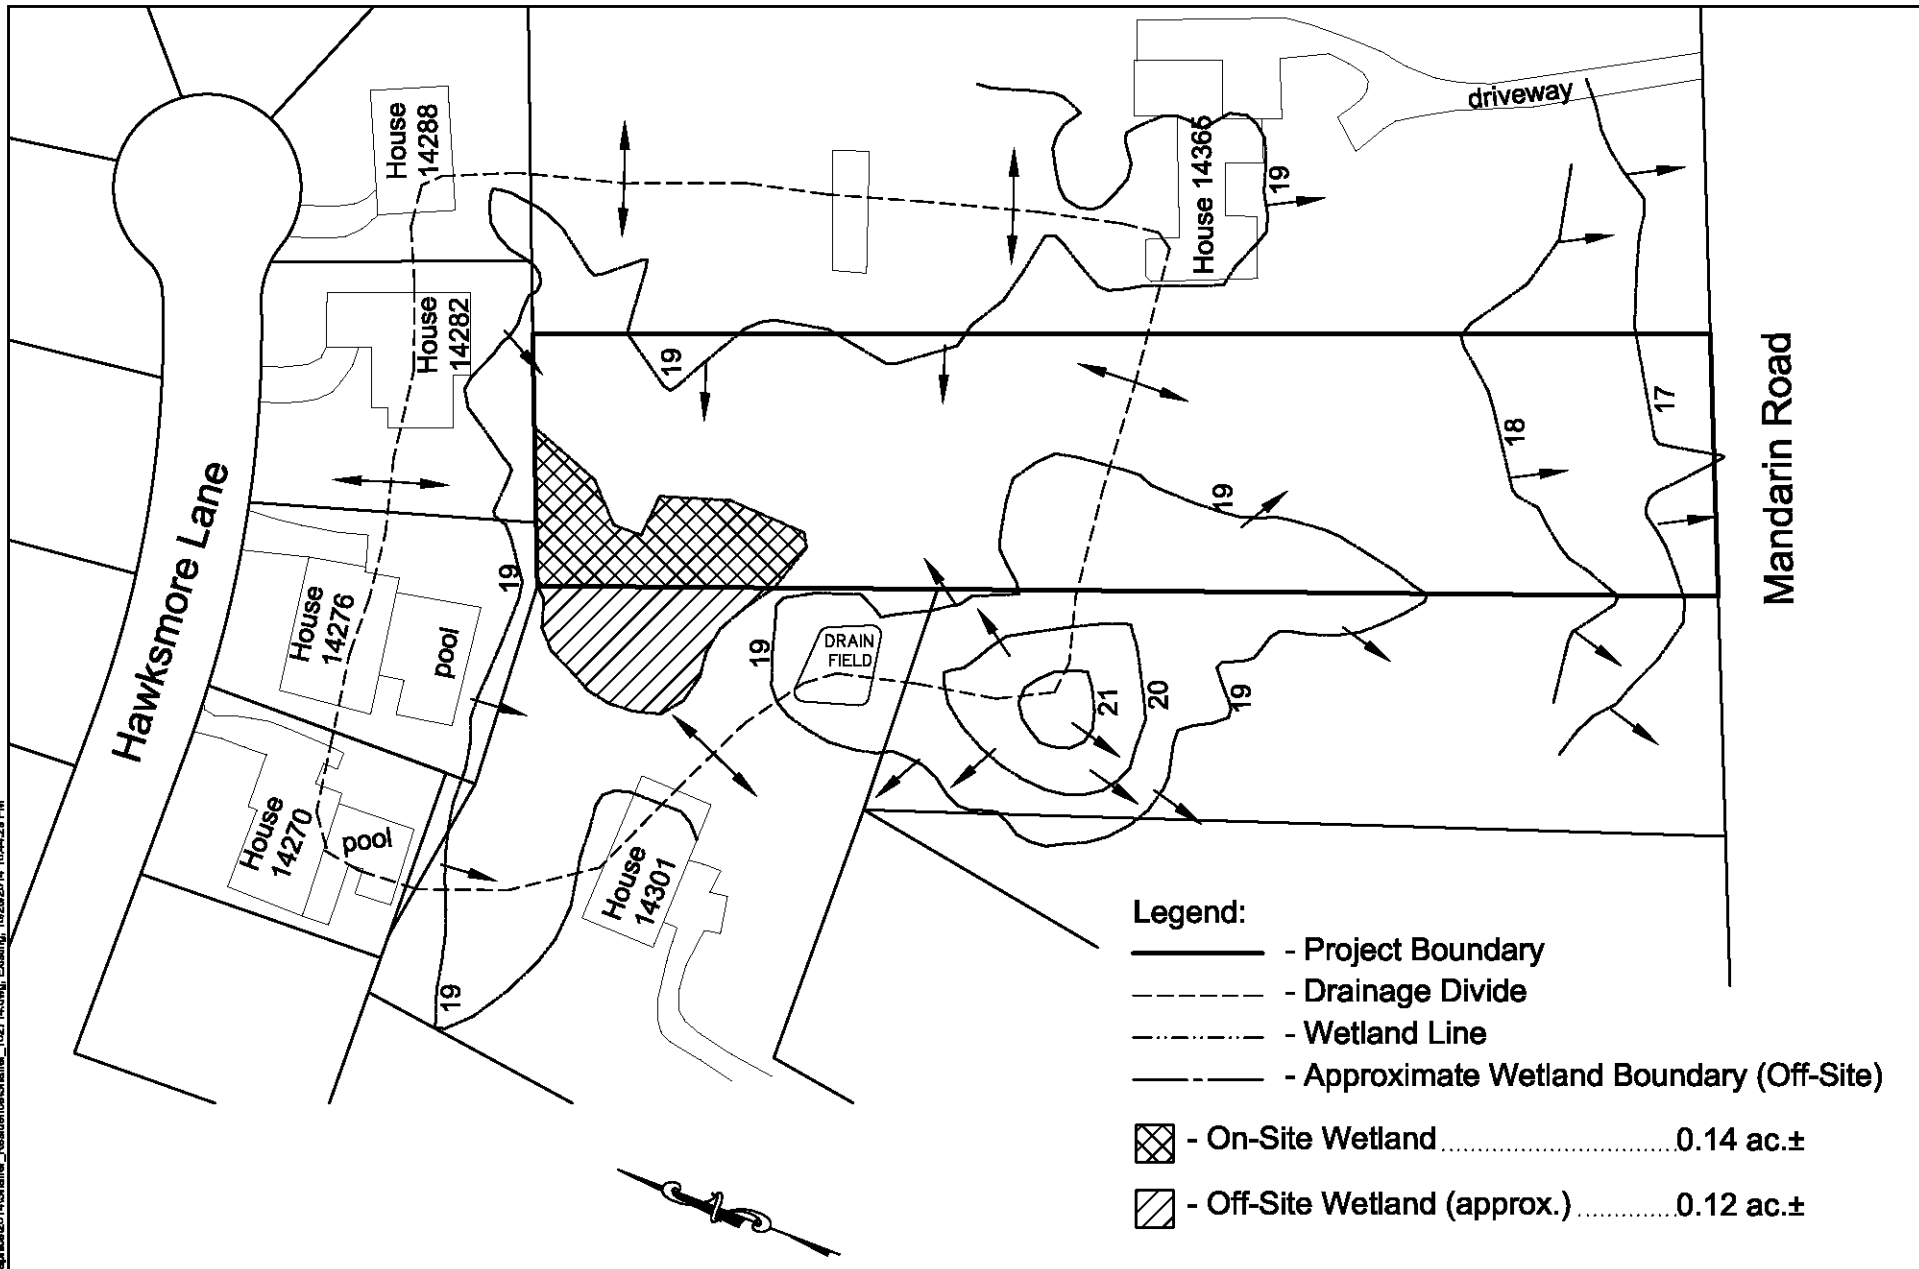 House
14288
driveway
House 14365
19
House
14282
19
Mandarin Road
17
18
19
Hawksmore Lane
19
House
14276
pool
19
DRAIN
FIELD
21
20
19
House
14270
pool
House
14301
19
Legend:
- Project Boundary
- Drainage Divide
- Wetland Line
- Approximate Wetland Boundary (Off-Site)
- On-Site Wetland ............................ 0.14 ac.±
- Off-Site Wetland (approx.) ............ 0.12 ac.±